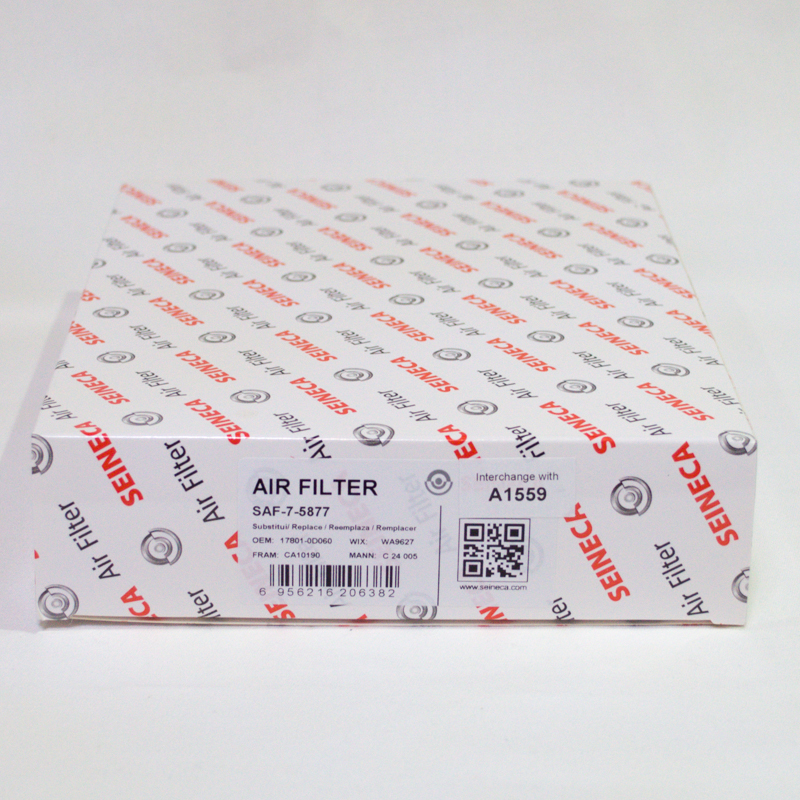 SEINECA Air Filter
AIR FILTER
SAF-7-5877
Substituil Replace / Reemplaza / Remplacer
OEM: 17801-0D060 WIX: WA9627
FRAM: CA10190 MANN: C 24 005
6 956216 206382
Interchange with
A1559
www.seineca.com